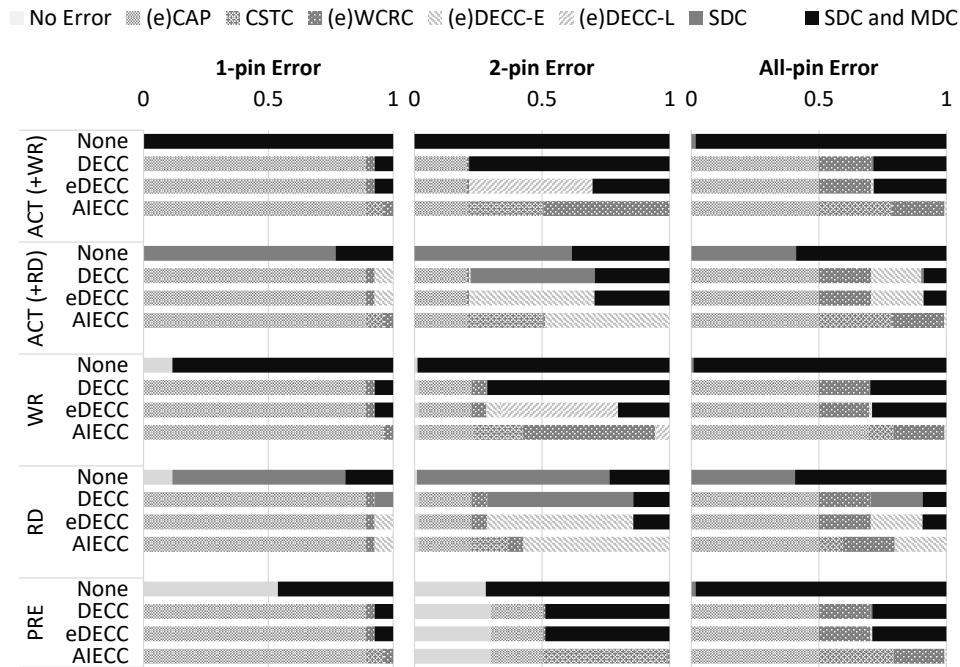 No Error (e)CAP CSTC (e)WCRC (e)DECC-E (e)DECC-L SDC SDC and MDC
1-pin Error 2-pin Error All-pin Error
0 0.5 1 0 0.5 1 0 0.5 1
ACT (+WR)
None
DECC
eDECC
AIECC
ACT (+RD)
None
DECC
eDECC
AIECC
WR
None
DECC
eDECC
AIECC
RD
None
DECC
eDECC
AIECC
PRE
None
DECC
eDECC
AIECC